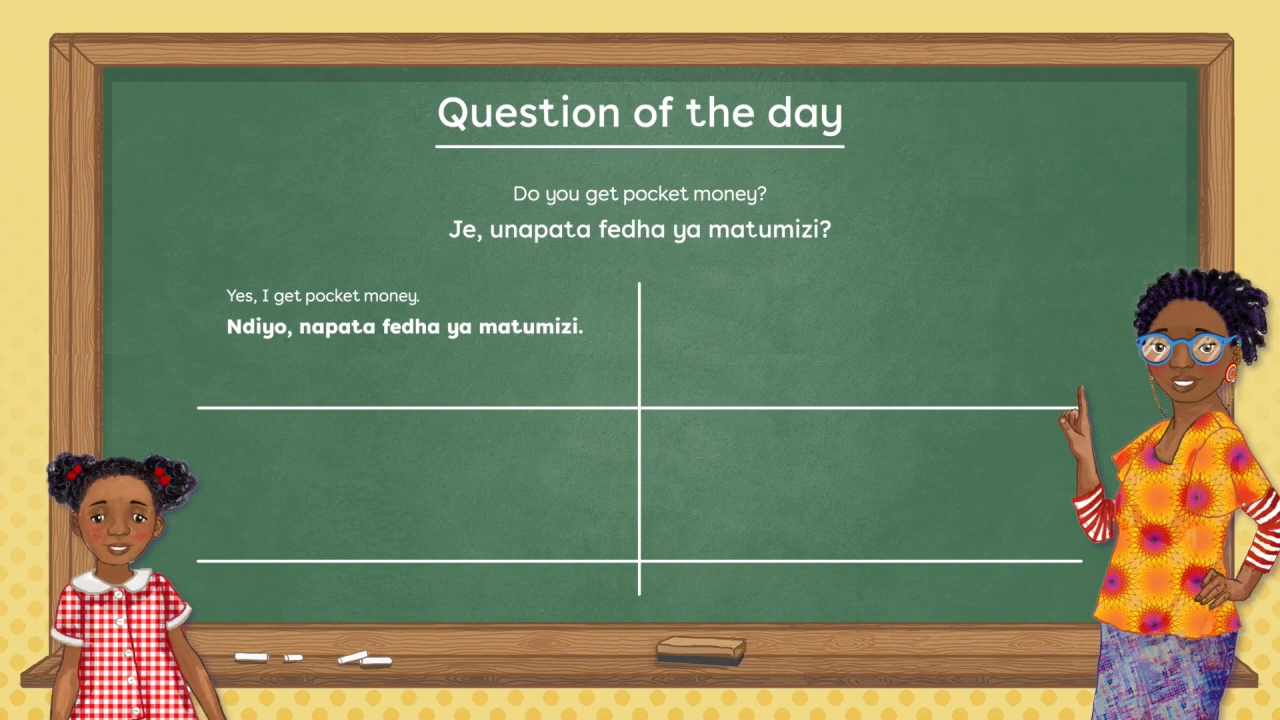 Question of the day
Do you get pocket money?
Je, unapata fedha ya matumizi?
Yes, I get pocket money.
Ndiyo, napata fedha ya matumizi.